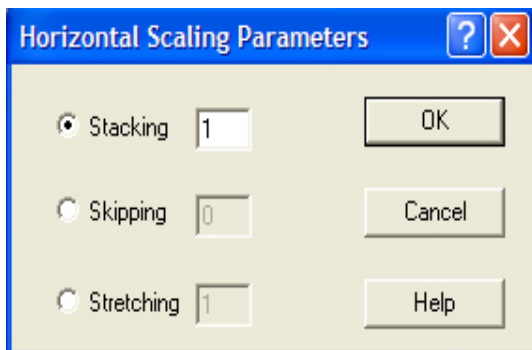 Horizontal Scaling Parameters ?
Stacking 1 OK
Skipping 0 Cancel
Stretching 1 Help